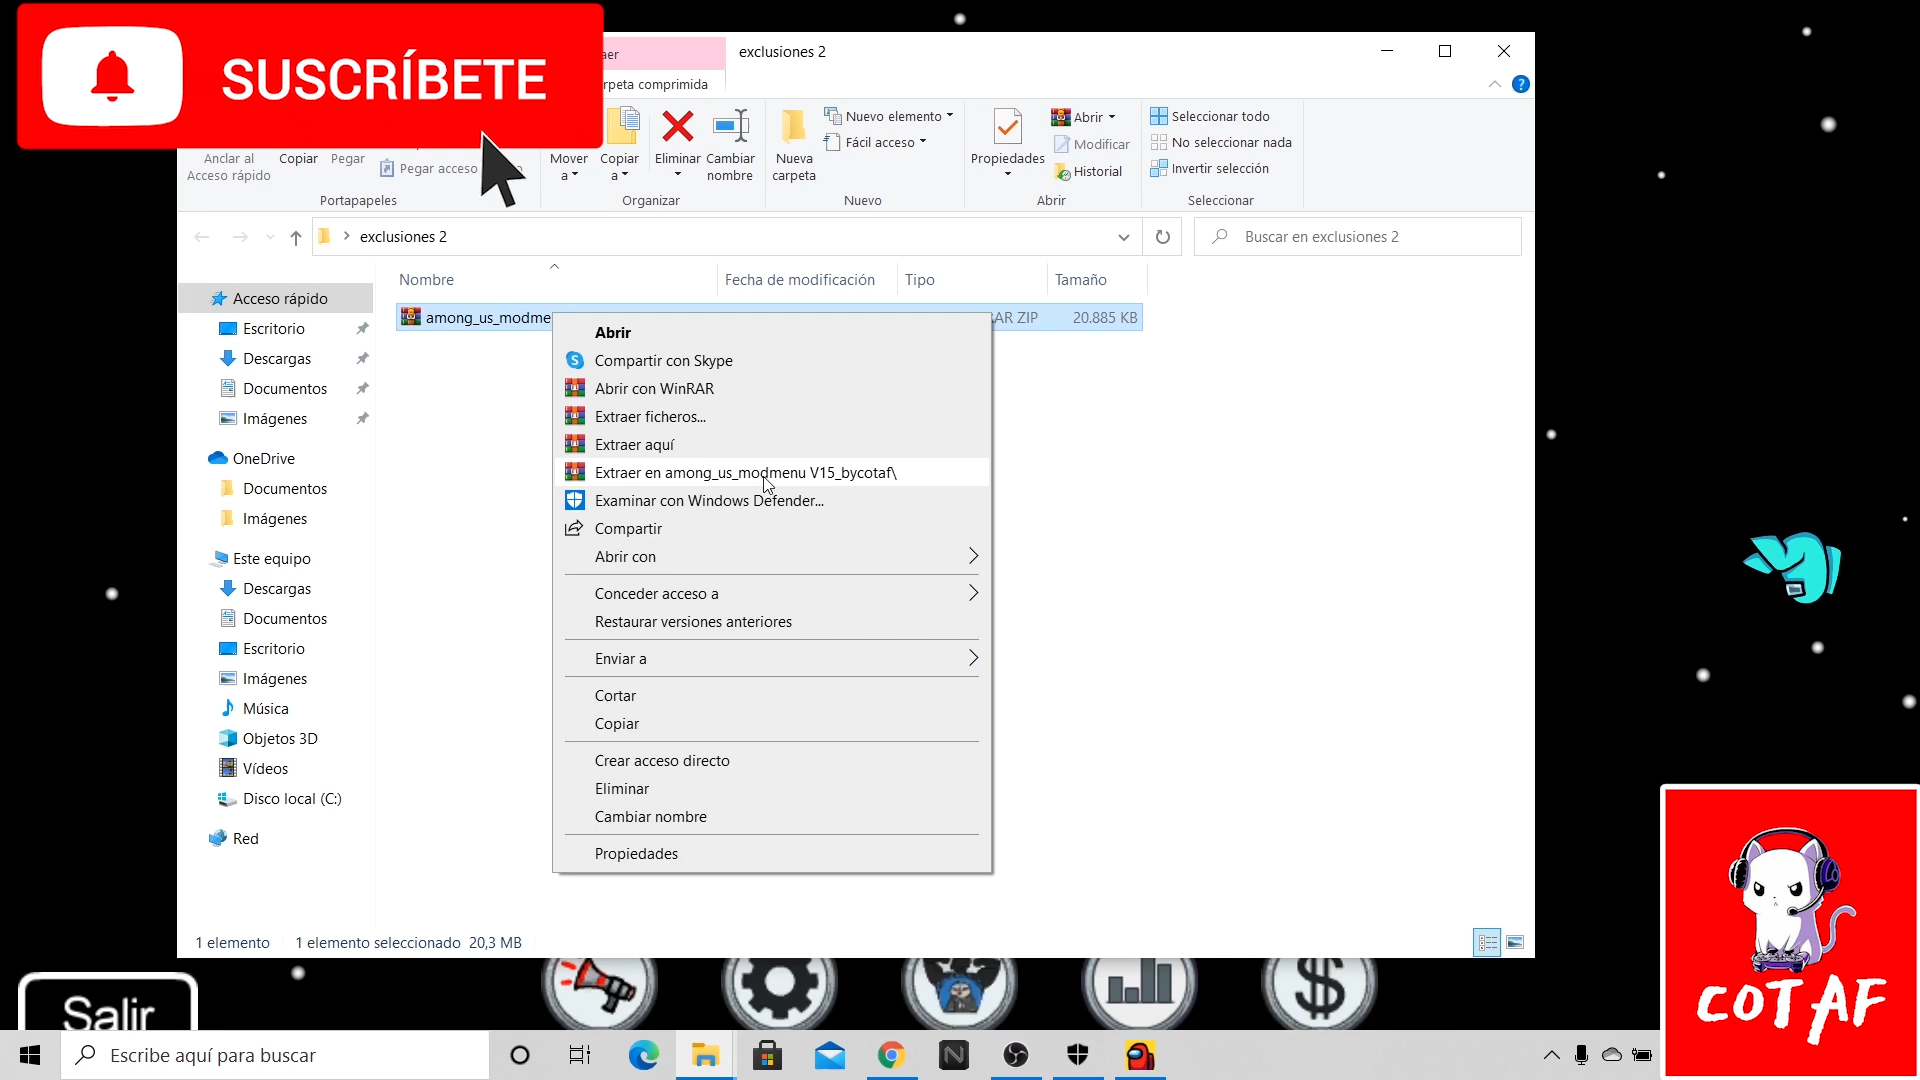 SUSCRÍBETE
aer
exclusiones 2
rpeta comprimida
Anclar al
Acceso rápido
Copiar
Pegar
Pegar acceso
Portapapeles
Mover
a
Copiar
a
Eliminar
Cambiar
nombre
Organizar
Nueva
carpeta
Nuevo elemento
Fácil acceso
Nuevo
Propiedades
Abrir
Modificar
Historial
Abrir
Seleccionar todo
No seleccionar nada
Invertir selección
Seleccionar
exclusiones 2
Buscar en exclusiones 2
Nombre
Fecha de modificación
Tipo
Tamaño
among_us_modme
AR ZIP
20.885 KB
Acceso rápido
Escritorio
Descargas
Documentos
Imágenes
OneDrive
Documentos
Imágenes
Este equipo
Descargas
Documentos
Escritorio
Imágenes
Música
Objetos 3D
Vídeos
Disco local (C:)
Red
Abrir
Compartir con Skype
Abrir con WinRAR
Extraer ficheros...
Extraer aquí
Extraer en among_us_modmenu V15_bycotaf\
Examinar con Windows Defender...
Compartir
Abrir con
Conceder acceso a
Restaurar versiones anteriores
Enviar a
Cortar
Copiar
Crear acceso directo
Eliminar
Cambiar nombre
Propiedades
1 elemento
1 elemento seleccionado 20,3 MB
Salir
COTAF
Escribe aquí para buscar